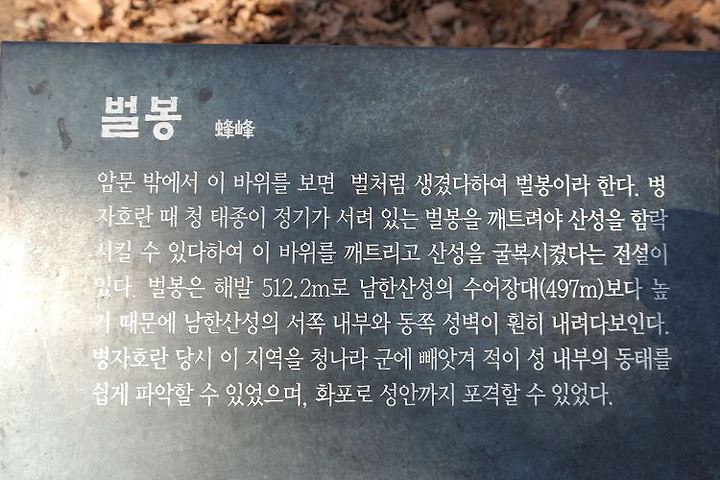 벌봉 蜂峰
암문 밖에서 이 바위를 보면 벌처럼 생겼다하여 벌봉이라 한다. 병
자호란 때 청 태종이 정기가 서려 있는 벌봉을 깨트려야 산성을 함락
시킬 수 있다하여 이 바위를 깨트리고 산성을 굴복시켰다는 전설이
있다. 벌봉은 해발 512.2m로 남한산성의 수어장대(497m)보다 높
기 때문에 남한산성의 서쪽 내부와 동쪽 성벽이 훤히 내려다보인다.
병자호란 당시 이 지역을 청나라 군에 빼앗겨 적이 성 내부의 동태를
쉽게 파악할 수 있었으며, 화포로 성안까지 포격할 수 있었다.